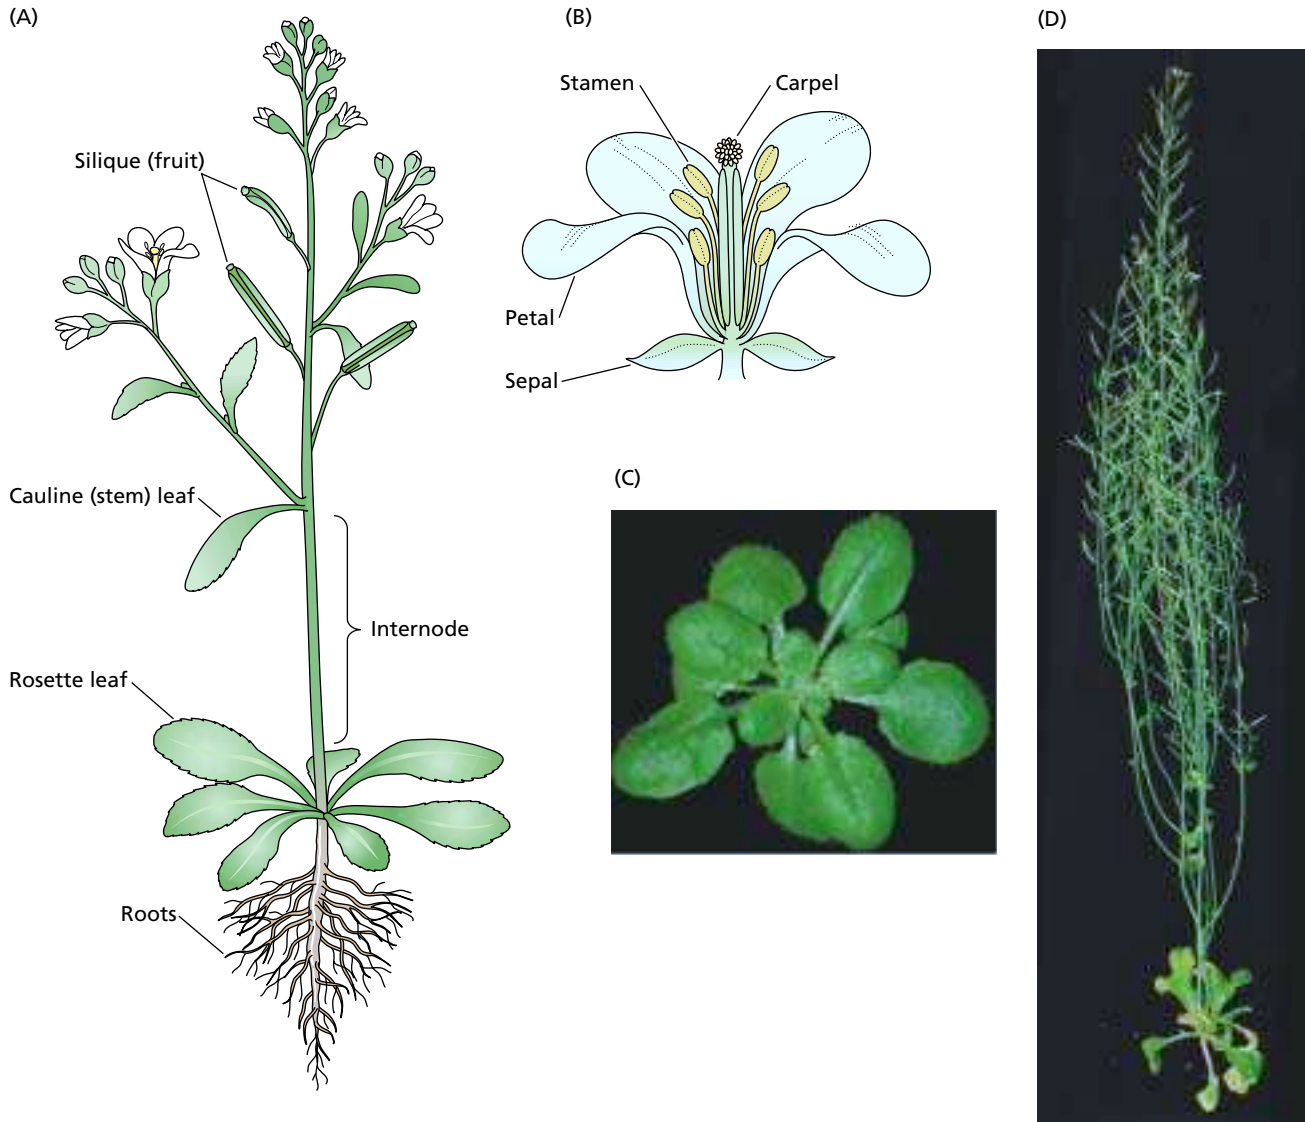 (A)
(B)
(D)
Stamen
Carpel
Silique (fruit)
Petal
Sepal
(C)
Cauline (stem) leaf
Internode
Rosette leaf
Roots